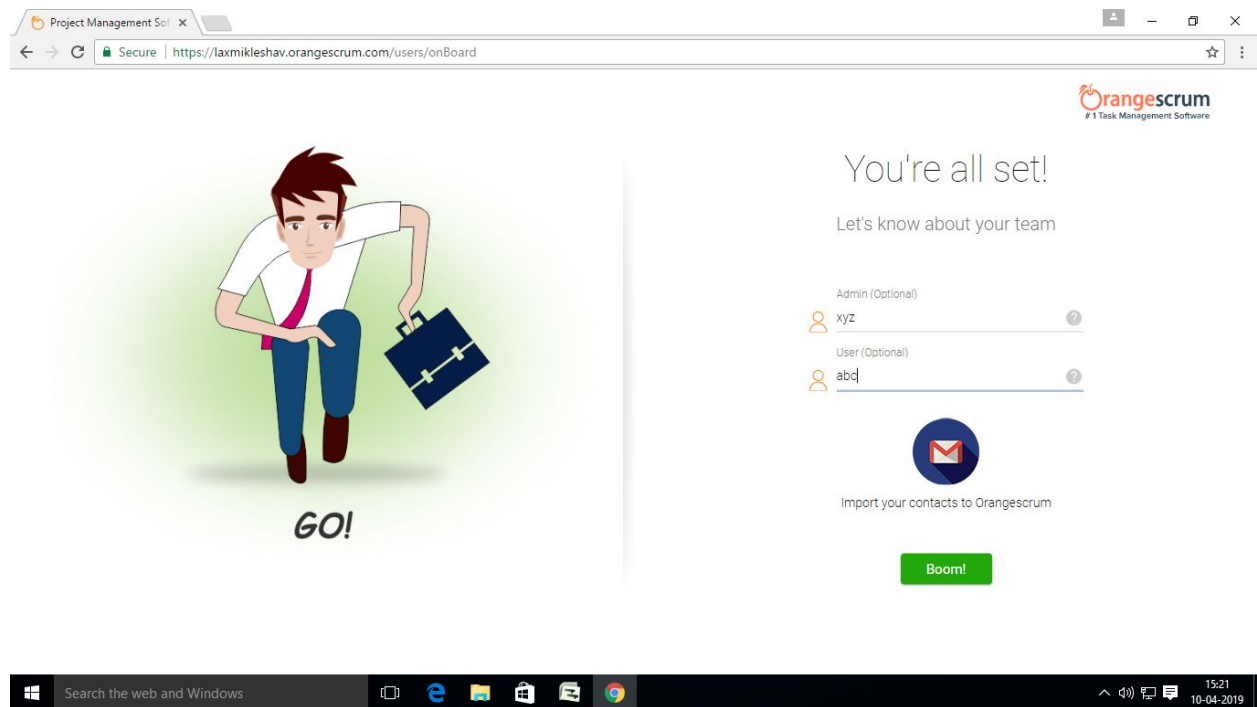 Project Management Sof
Secure | https://laxmikleshav.orangescrum.com/users/onBoard
Orangescrum
#1 Task Management Software
You're all set!
Let's know about your team
Admin (Optional)
xyz
?
User (Optional)
abc
?
Import your contacts to Orangescrum
Boom!
GO!
Search the web and Windows
15:21
10-04-2019